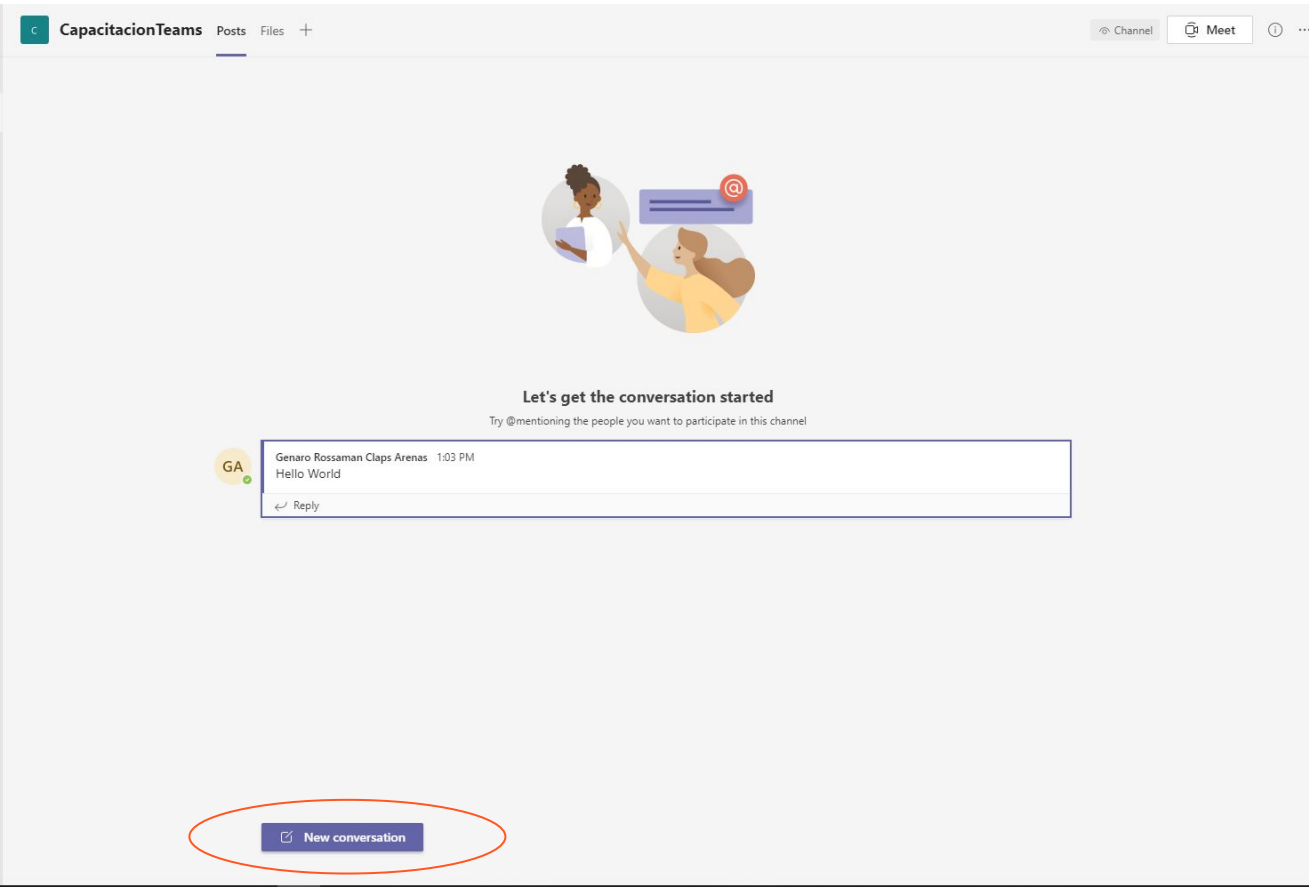 C CapacitacionTeams Posts Files + Channel Meet
@
Let's get the conversation started
Try @mentioning the people you want to participate in this channel
GA
Genaro Rossaman Claps Arenas 1:03 PM
Hello World
Reply
New conversation